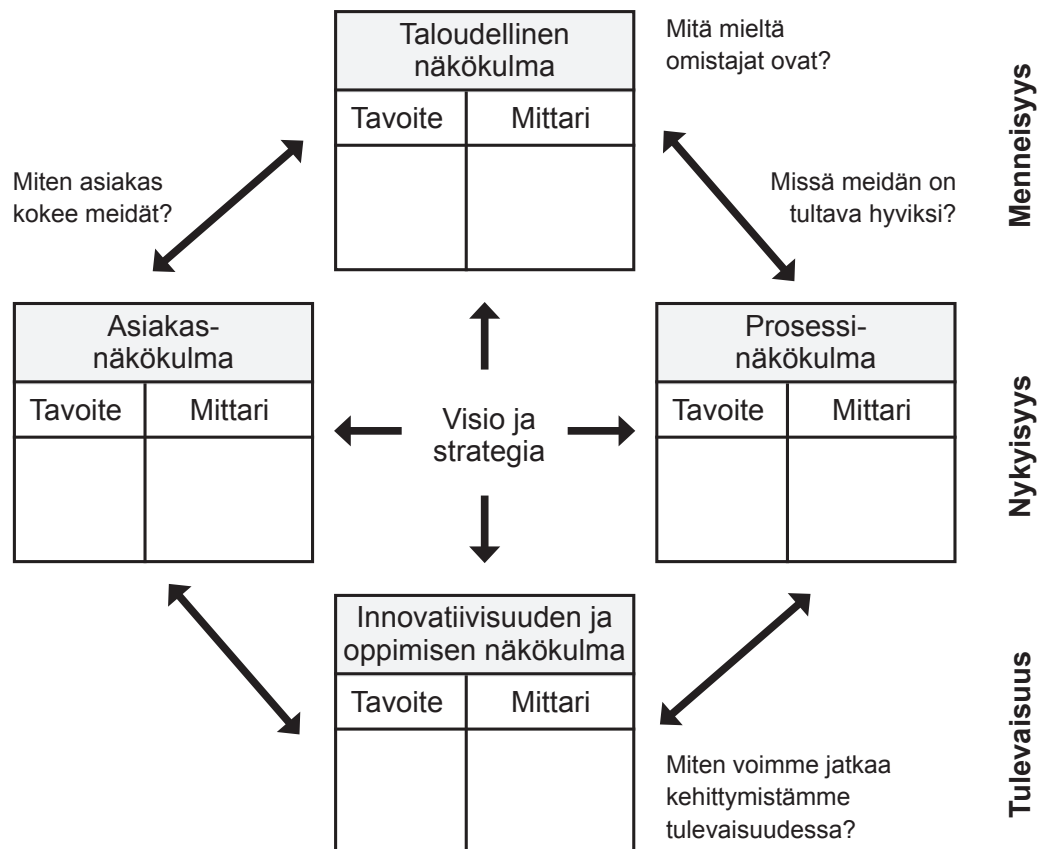 Taloudellinen
näkökulma
Tavoite
Mittari
Mitä mieltä
omistajat ovat?
Menneisyys
Miten asiakas
kokee meidät?
Missä meidän on
tultava hyviksi?
Asiakas-
näkökulma
Tavoite
Mittari
Visio ja
strategia
Prosessi-
näkökulma
Tavoite
Mittari
Nykyisyys
Innovatiivisuuden ja
oppimisen näkökulma
Tavoite
Mittari
Miten voimme jatkaa
kehittymistämme
tulevaisuudessa?
Tulevaisuus